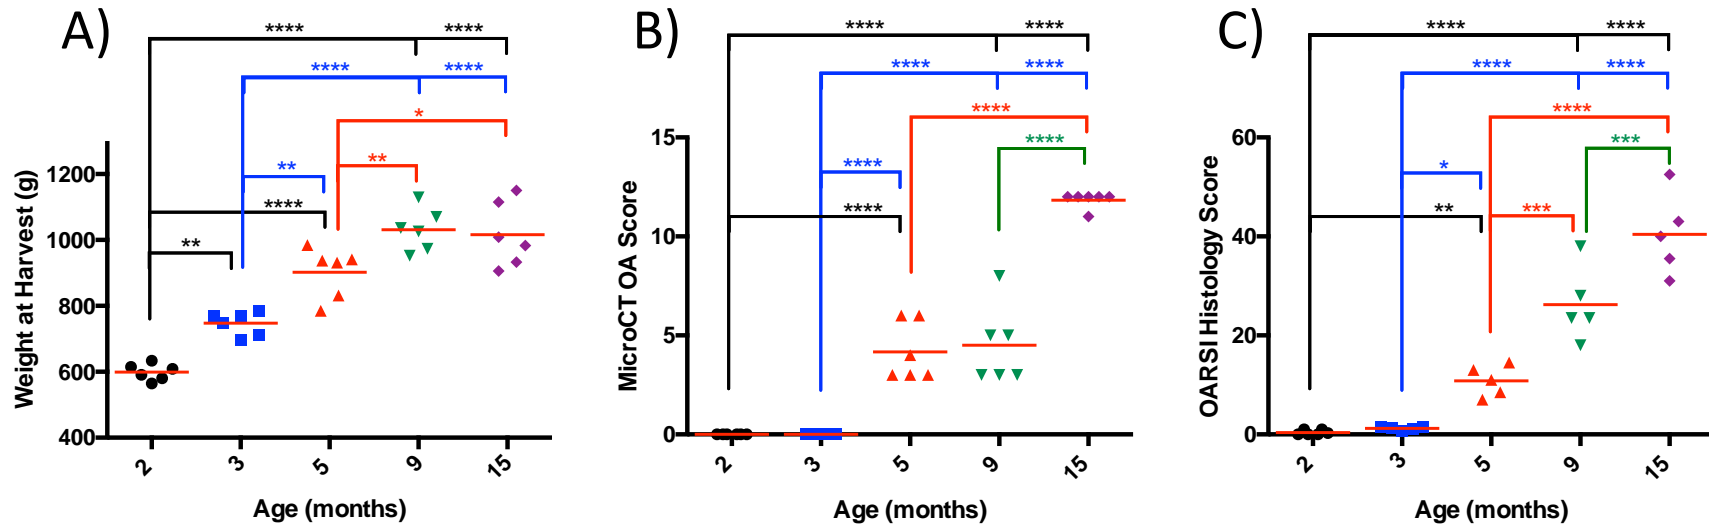 A)
**** ****
**** ****
*
** **
****
**
Weight at Harvest (g)
1200
1000
800
600
400
2 3 5 9 15
Age (months)
B)
**** ****
**** ****
****
****
****
****
MicroCT OA Score
15
10
5
0
2 3 5 9 15
Age (months)
C)
**** ****
**** ****
****
***
*
** ***
OARSI Histology Score
60
40
20
0
2 3 5 9 15
Age (months)